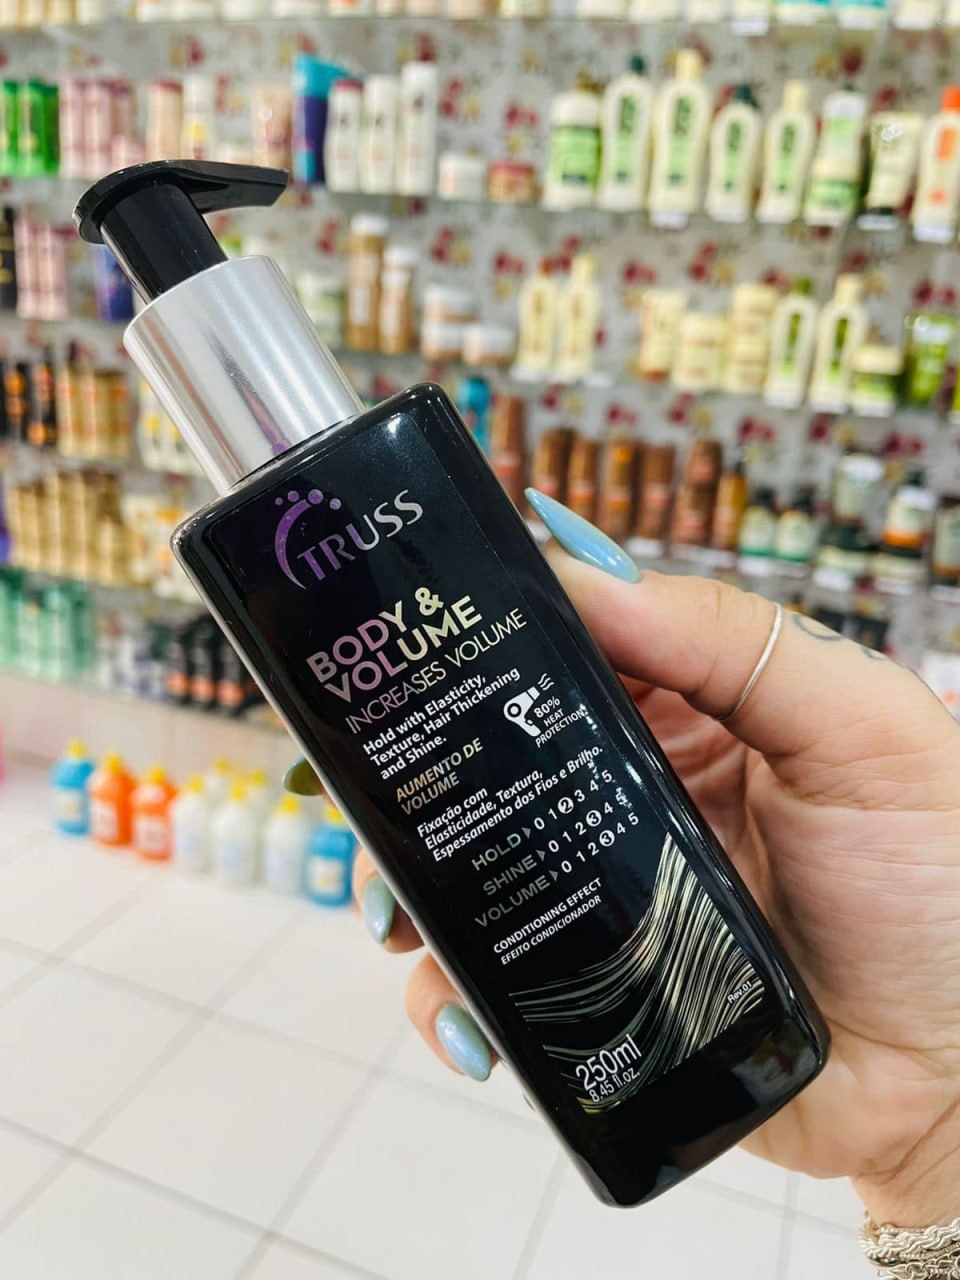 TRUSS
BODY &
VOLUME
INCREASES VOLUME
Hold with Elasticity,
Texture, Hair Thickening
and Shine.
80%
HEAT
PROTECTION
AUMENTO DE
VOLUME
Fixação com
Elasticidade, Textura,
Espessamento dos Fios e Brilho.
HOLD 0 1 2 3 4 5
SHINE 0 1 2 3 4 5
VOLUME 0 1 2 3 4 5
CONDITIONING EFFECT
EFEITO CONDICIONADOR
Rev.01
250ml
8.45 fl.oz.